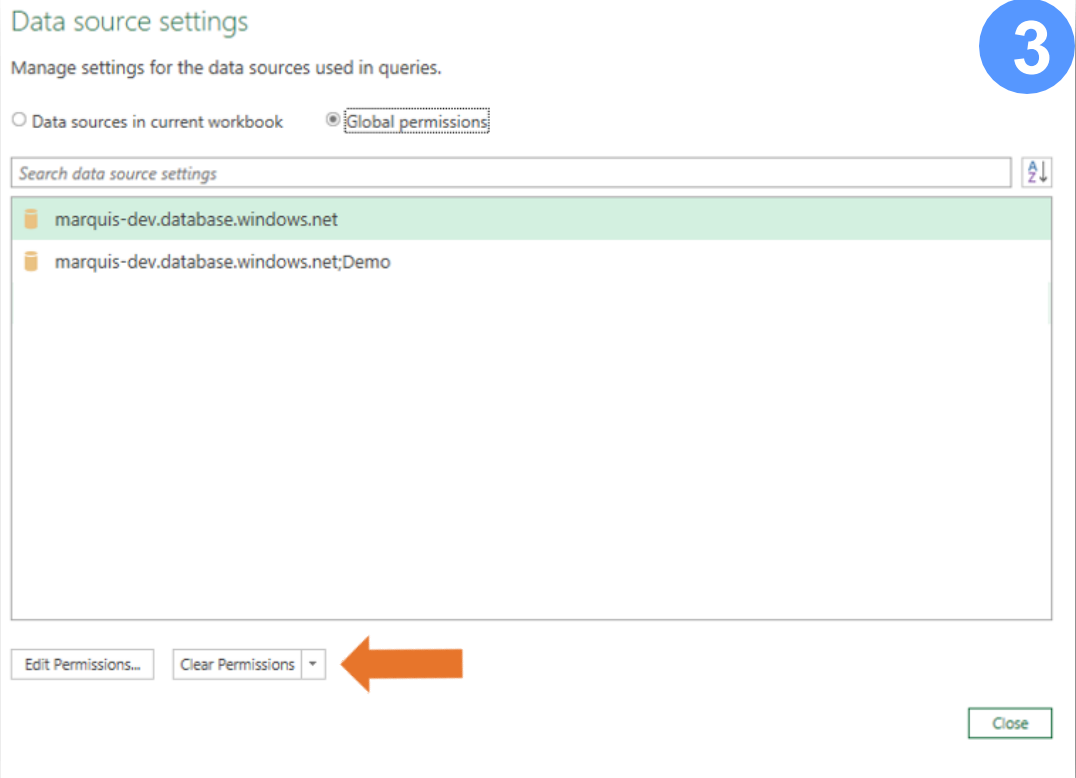 Data source settings
3
Manage settings for the data sources used in queries.
Data sources in current workbook Global permissions
Search data source settings
A
Z
marquis-dev.database.windows.net
marquis-dev.database.windows.net;Demo
Edit Permissions... Clear Permissions
Close